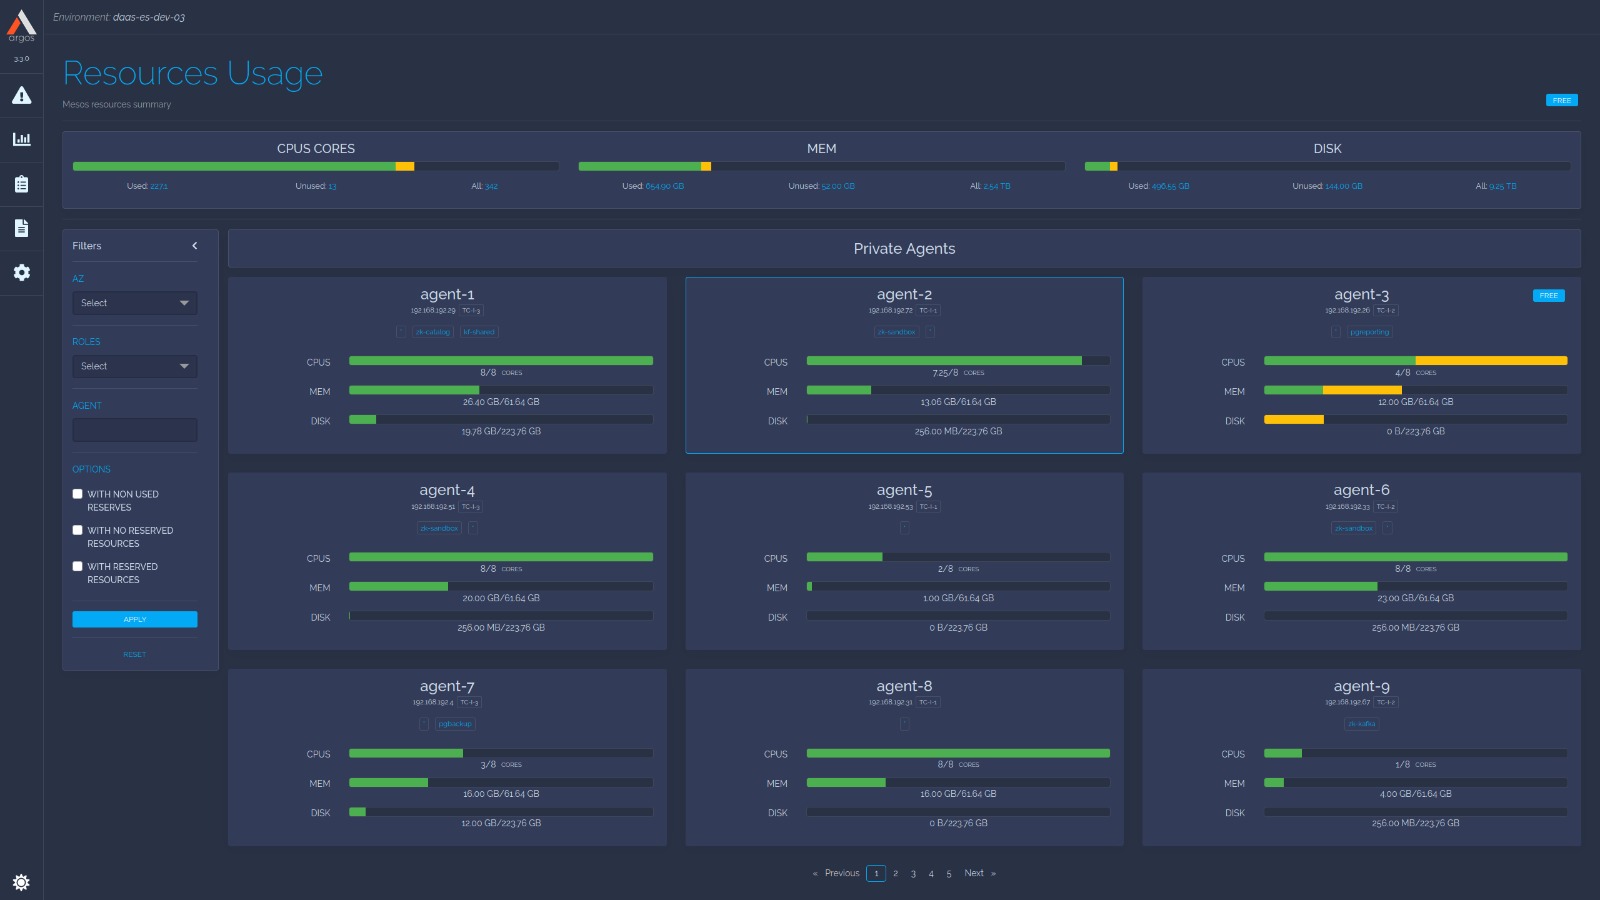 Environment: daas-es-dev-03
argos
3.3.0
Resources Usage
Mesos resources summary
FREE
CPUS CORES
Used: 227.1 Unused: 13 All: 342
MEM
Used: 654.90 GB Unused: 52.00 GB All: 2.54 TB
DISK
Used: 496.55 GB Unused: 144.00 GB All: 9.25 TB
Filters
AZ
Select
ROLES
Select
AGENT
OPTIONS
WITH NON USED
RESERVES
WITH NO RESERVED
RESOURCES
WITH RESERVED
RESOURCES
APPLY
RESET
Private Agents
agent-1
192.168.192.29 TC-I-3
* zk-catalog kf-shared
CPUS
8/8 CORES
MEM
26.40 GB/61.64 GB
DISK
19.78 GB/223.76 GB
agent-2
192.168.192.72 TC-I-1
zk-sandbox *
CPUS
7.25/8 CORES
MEM
13.06 GB/61.64 GB
DISK
256.00 MB/223.76 GB
agent-3
FREE
192.168.192.26 TC-I-2
* pgreporting
CPUS
4/8 CORES
MEM
12.00 GB/61.64 GB
DISK
0 B/223.76 GB
agent-4
192.168.192.51 TC-I-3
zk-sandbox *
CPUS
8/8 CORES
MEM
20.00 GB/61.64 GB
DISK
256.00 MB/223.76 GB
agent-5
192.168.192.53 TC-I-1
*
CPUS
2/8 CORES
MEM
1.00 GB/61.64 GB
DISK
0 B/223.76 GB
agent-6
192.168.192.33 TC-I-2
zk-sandbox *
CPUS
8/8 CORES
MEM
23.00 GB/61.64 GB
DISK
256.00 MB/223.76 GB
agent-7
192.168.192.4 TC-I-3
* pgbackup
CPUS
3/8 CORES
MEM
16.00 GB/61.64 GB
DISK
12.00 GB/223.76 GB
agent-8
192.168.192.31 TC-I-1
*
CPUS
8/8 CORES
MEM
16.00 GB/61.64 GB
DISK
0 B/223.76 GB
agent-9
192.168.192.67 TC-I-2
zk-kafka
CPUS
1/8 CORES
MEM
4.00 GB/61.64 GB
DISK
256.00 MB/223.76 GB
« Previous 1 2 3 4 5 Next »